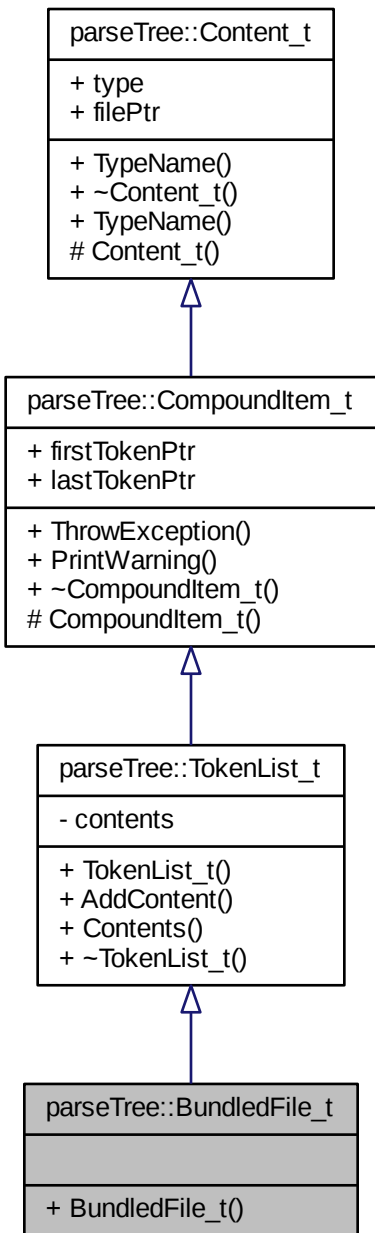 parseTree::Content_t
+ type
+ filePtr
+ TypeName()
+ ~Content_t()
+ TypeName()
# Content_t()
parseTree::CompoundItem_t
+ firstTokenPtr
+ lastTokenPtr
+ ThrowException()
+ PrintWarning()
+ ~CompoundItem_t()
# CompoundItem_t()
parseTree::TokenList_t
- contents
+ TokenList_t()
+ AddContent()
+ Contents()
+ ~TokenList_t()
parseTree::BundledFile_t
+ BundledFile_t()